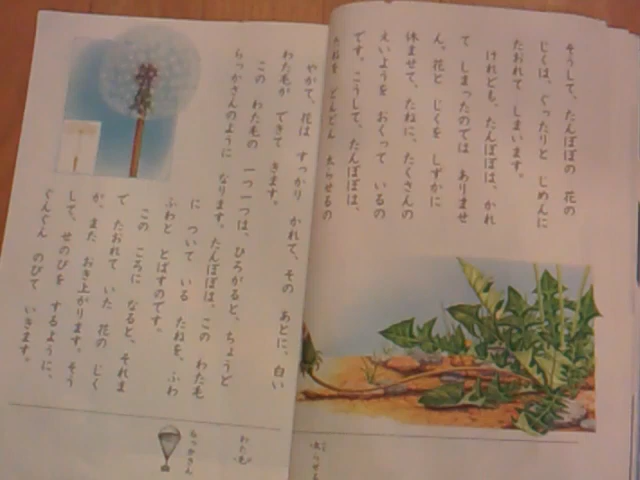 そうして、たんぽぽの 花の
じくは、ぐったりと じめんに
たおれて しまいます。
けれども、たんぽぽは、かれ
て しまったのでは ありませ
ん。花と じくを しずかに
休ませて、たねに、たくさんの
えいようを おくって いるの
です。こうして、たんぽぽは、
たねを どんどん 太らせるの
太らせる
やがて、花は すっかり かれて、その あとに、白い
わた毛が できて きます。
この わた毛の 一つ一つは、ひろがると、ちょうど
らっかさんのように なります。たんぽぽは、この わた毛
に ついて いる たねを、ふわ
ふわと とばすのです。
この ころに なると、それま
で たおれて いた 花の じく
が、また おき上がります。そう
して、せのびを するように、
ぐんぐん のびて いきます。
わた毛
らっかさん